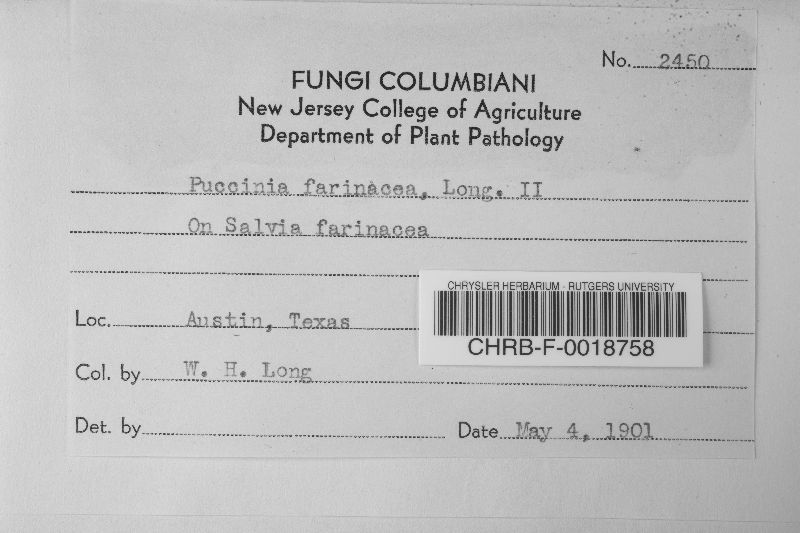 No. 2450
FUNGI COLUMBIANI
New Jersey College of Agriculture
Department of Plant Pathology
Puccinia farinacea, Long. II
On Salvia farinacea
CHRYSLER HERBARIUM - RUTGERS UNIVERSITY
CHRB-F-0018758
Loc. Austin, Texas
Col. by W. H. Long
Det. by
Date May 4, 1901